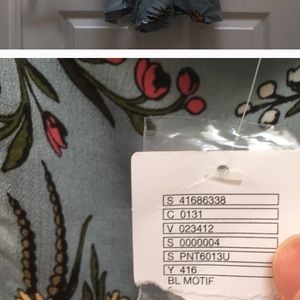 S 41686338
C 0131
V 023412
S 0000004
S PNT6013U
Y 416
BL MOTIF